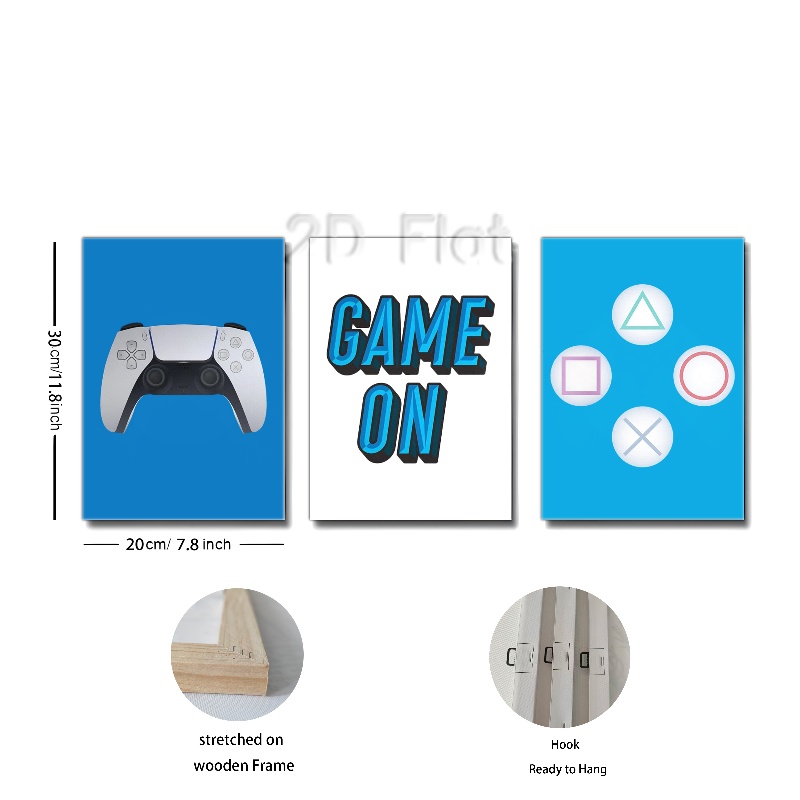 2D Flat
30cm/11.8inch
GAME
ON
20cm/ 7.8 inch
stretched on
wooden Frame
Hook
Ready to Hang